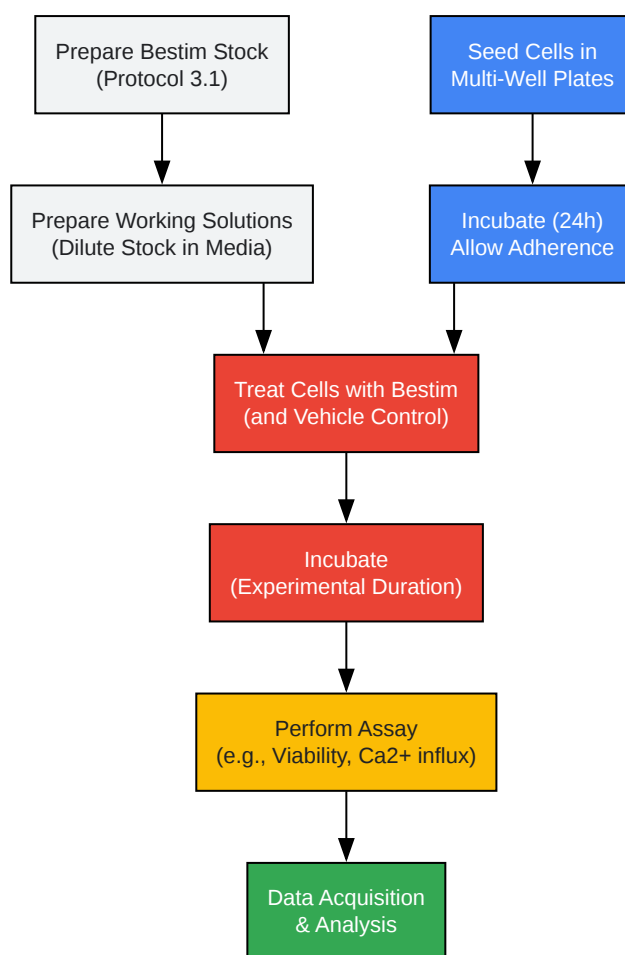 Prepare Bestim Stock
(Protocol 3.1)
Seed Cells in
Multi-Well Plates
Prepare Working Solutions
(Dilute Stock in Media)
Incubate (24h)
Allow Adherence
Treat Cells with Bestim
(and Vehicle Control)
Incubate
(Experimental Duration)
Perform Assay
(e.g., Viability, Ca2+ influx)
Data Acquisition
& Analysis